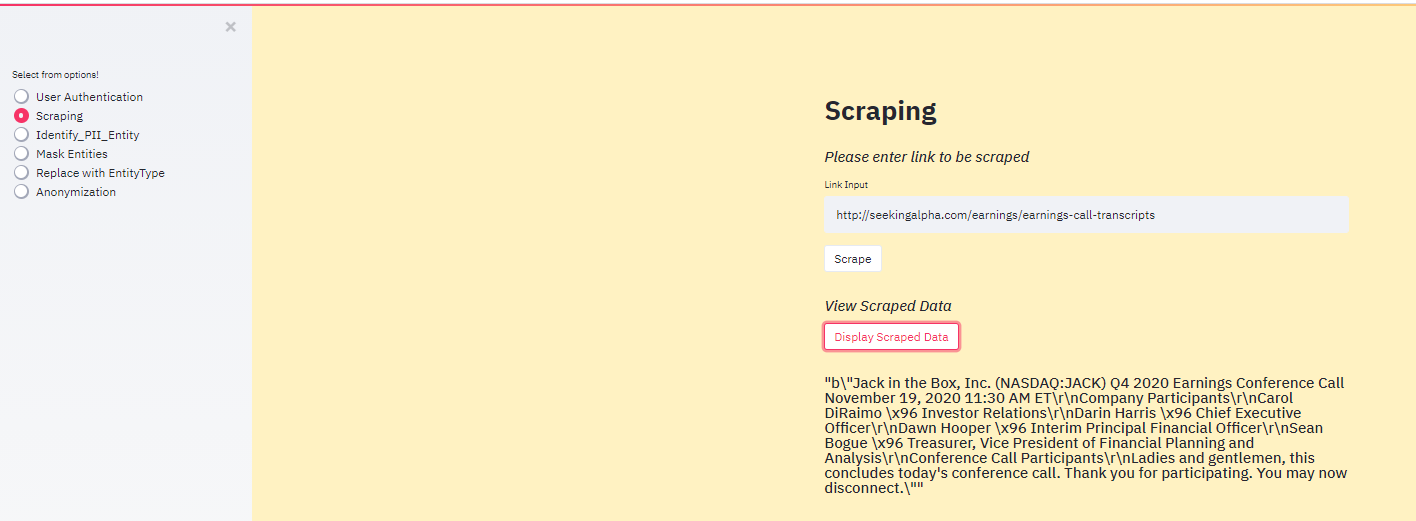 ×
Select from options!
User Authentication
Scraping
Identify_PII_Entity
Mask Entities
Replace with EntityType
Anonymization
Scraping
Please enter link to be scraped
Link Input
http://seekingalpha.com/earnings/earnings-call-transcripts
Scrape
View Scraped Data
Display Scraped Data
"b\"Jack in the Box, Inc. (NASDAQ:JACK) Q4 2020 Earnings Conference Call
November 19, 2020 11:30 AM ET\r\nCompany Participants\r\nCarol
DiRaimo \x96 Investor Relations\r\nDarin Harris \x96 Chief Executive
Officer\r\nDawn Hooper \x96 Interim Principal Financial Officer\r\nSean
Bogue \x96 Treasurer, Vice President of Financial Planning and
Analysis\r\nConference Call Participants\r\nLadies and gentlemen, this
concludes today's conference call. Thank you for participating. You may now
disconnect.\""